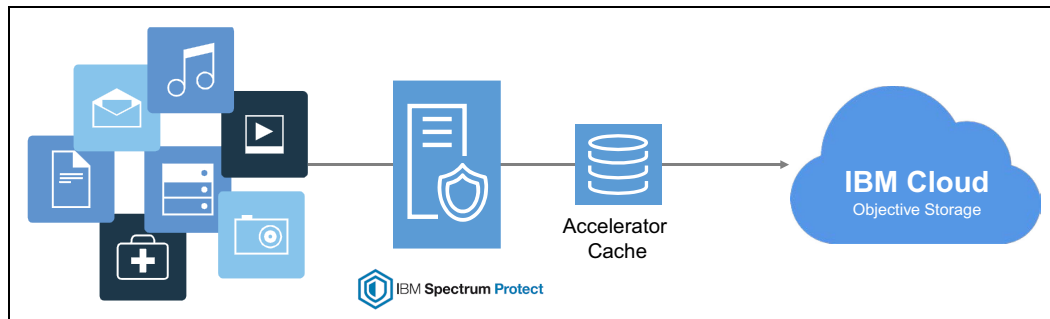 Accelerator
Cache
IBM Spectrum Protect
IBM Cloud
Objective Storage